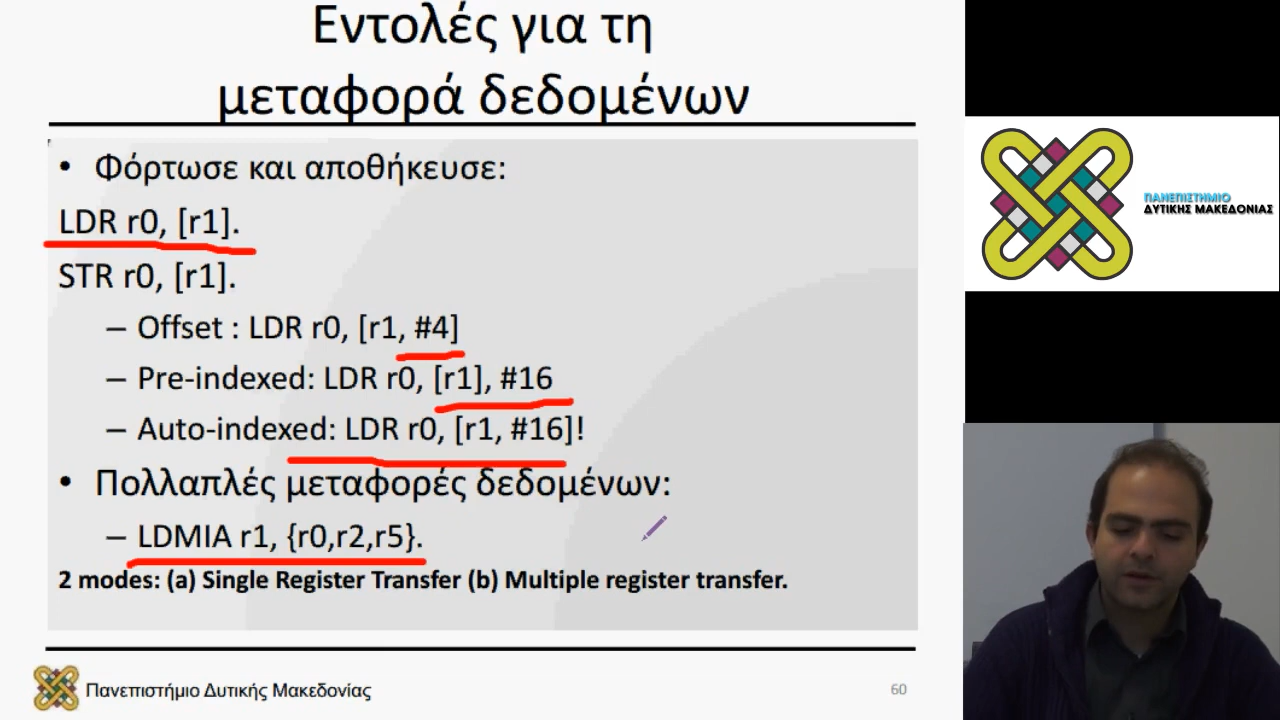 Εντολές για τη
μεταφορά δεδομένων
• Φόρτωσε και αποθήκευσε:
LDR r0, [r1].
STR r0, [r1].
– Offset : LDR r0, [r1, #4]
– Pre-indexed: LDR r0, [r1], #16
– Auto-indexed: LDR r0, [r1, #16]!
• Πολλαπλές μεταφορές δεδομένων:
– LDMIA r1, {r0,r2,r5}.
2 modes: (a) Single Register Transfer (b) Multiple register transfer.
Πανεπιστήμιο Δυτικής Μακεδονίας
60
ΠΑΝΕΠΙΣΤΗΜΙΟ
ΔΥΤΙΚΗΣ ΜΑΚΕΔΟΝΙΑΣ